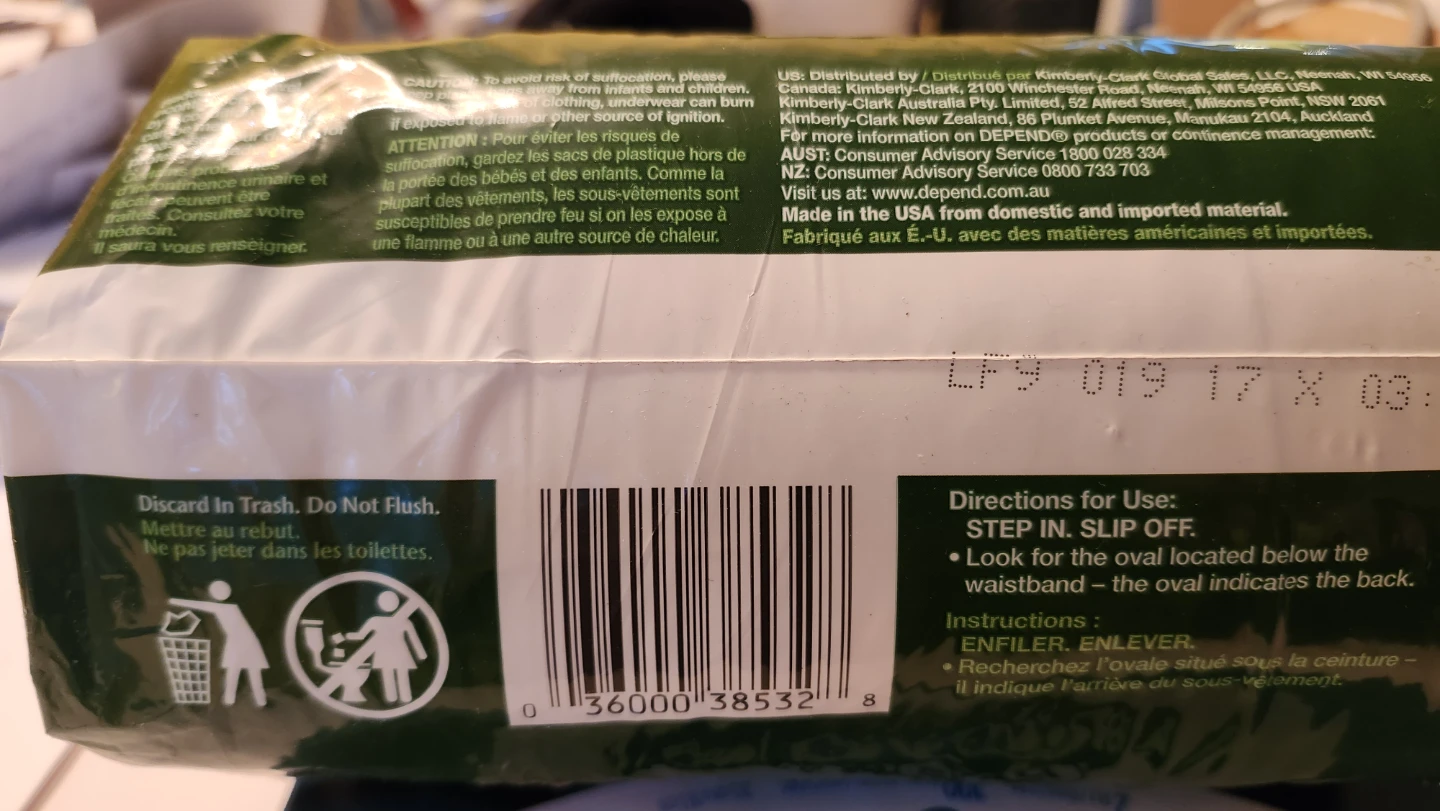 d'incontinence urinaire et
peuvent être
traités. Consultez votre
médecin.
Il saura vous renseigner.
CAUTION: To avoid risk of suffocation, please
away from infants and children.
of clothing, underwear can burn
if exposed to flame or other source of ignition.
ATTENTION : Pour éviter les risques de
suffocation, gardez les sacs de plastique hors de
la portée des bébés et des enfants. Comme la
plupart des vêtements, les sous-vêtements sont
susceptibles de prendre feu si on les expose à
une flamme ou à une autre source de chaleur.
US: Distributed by / Distribué par Kimberly-Clark Global Sales, LLC, Neenah, WI 54956
Canada: Kimberly-Clark, 2100 Winchester Road, Neenah, WI 54956 USA
Kimberly-Clark Australia Pty. Limited, 52 Alfred Street, Milsons Point, NSW 2061
Kimberly-Clark New Zealand, 86 Plunket Avenue, Manukau 2104, Auckland
For more information on DEPEND® products or continence management:
AUST: Consumer Advisory Service 1800 028 334
NZ: Consumer Advisory Service 0800 733 703
Visit us at: www.depend.com.au
Made in the USA from domestic and imported material.
Fabriqué aux É.-U. avec des matières américaines et importées.
LF9 019 17 X 03:
Discard In Trash. Do Not Flush.
Mettre au rebut.
Ne pas jeter dans les toilettes.
0 36000 38532 8
Directions for Use:
STEP IN. SLIP OFF.
• Look for the oval located below the
waistband – the oval indicates the back.
Instructions :
ENFILER. ENLEVER.
• Recherchez l'ovale situé sous la ceinture –
il indique l'arrière du sous-vêtement.